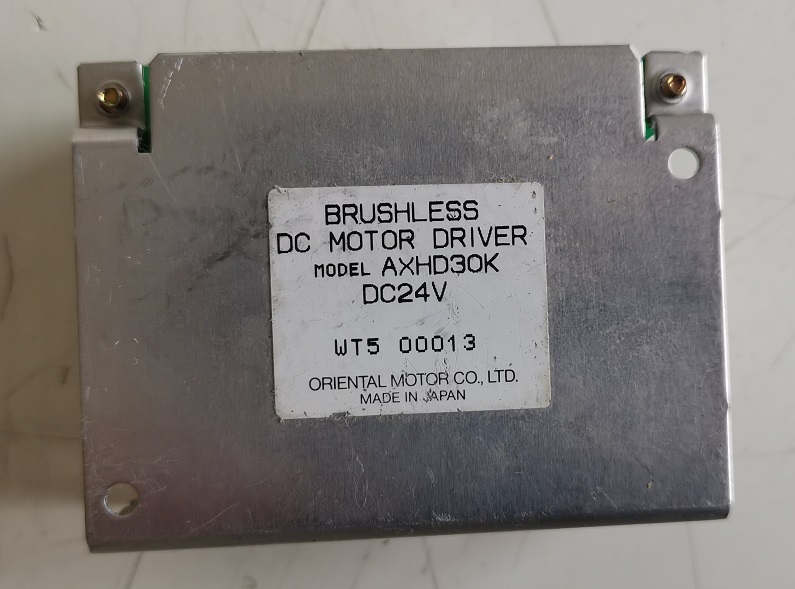 BRUSHLESS
DC MOTOR DRIVER
MODEL AXHD30K
DC24V
WT5 00013
ORIENTAL MOTOR CO., LTD.
MADE IN JAPAN